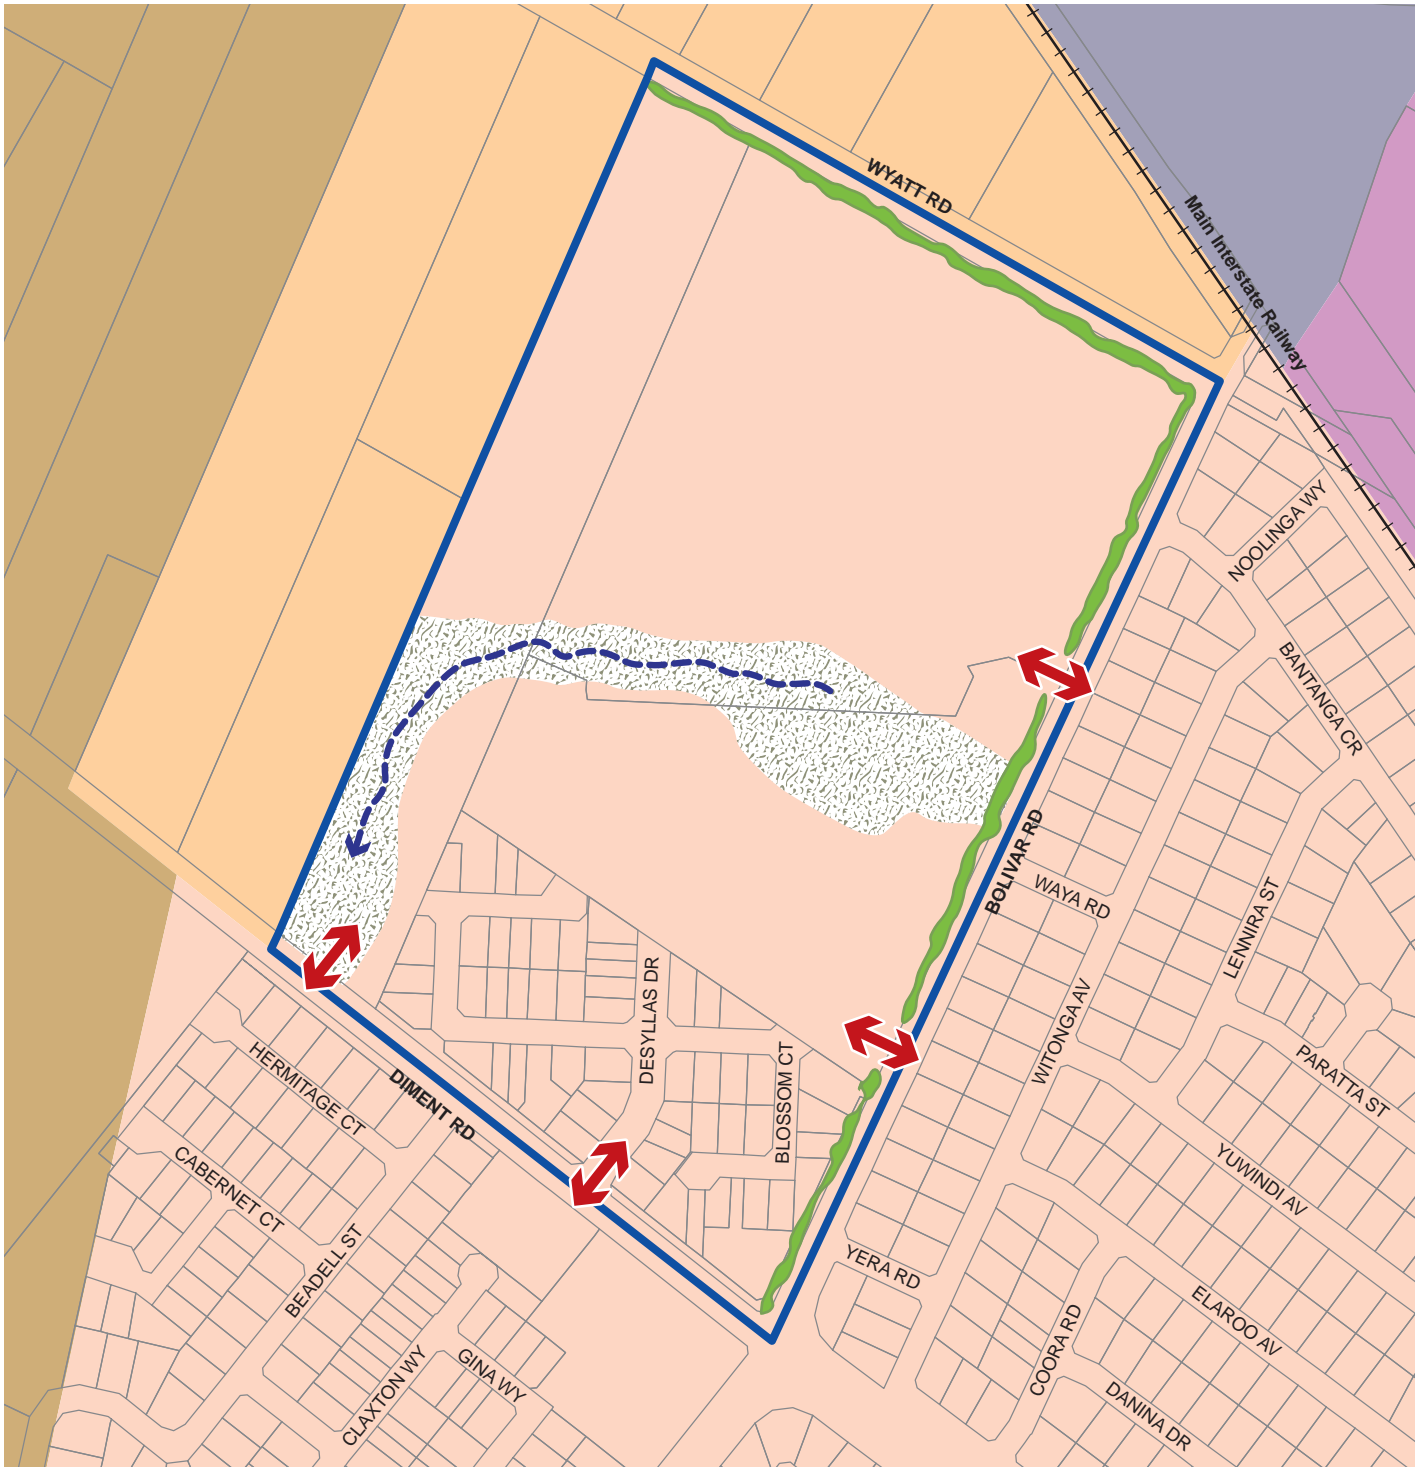 WYATT RD
Main Interstate Railway
NOOLINGA WY
BANTANGA CR
BOLIVAR RD
WAYA RD
LENNIRA ST
DESYLLAS DR
WITONGA AV
HERMITAGE CT
DIMENT RD
BLOSSOM CT
PARATTA ST
CABERNET CT
YUWINDI AV
BEADELL ST
YERA RD
ELAROO AV
COORA RD
CLAXTON WY
GINA WY
DANINA DR